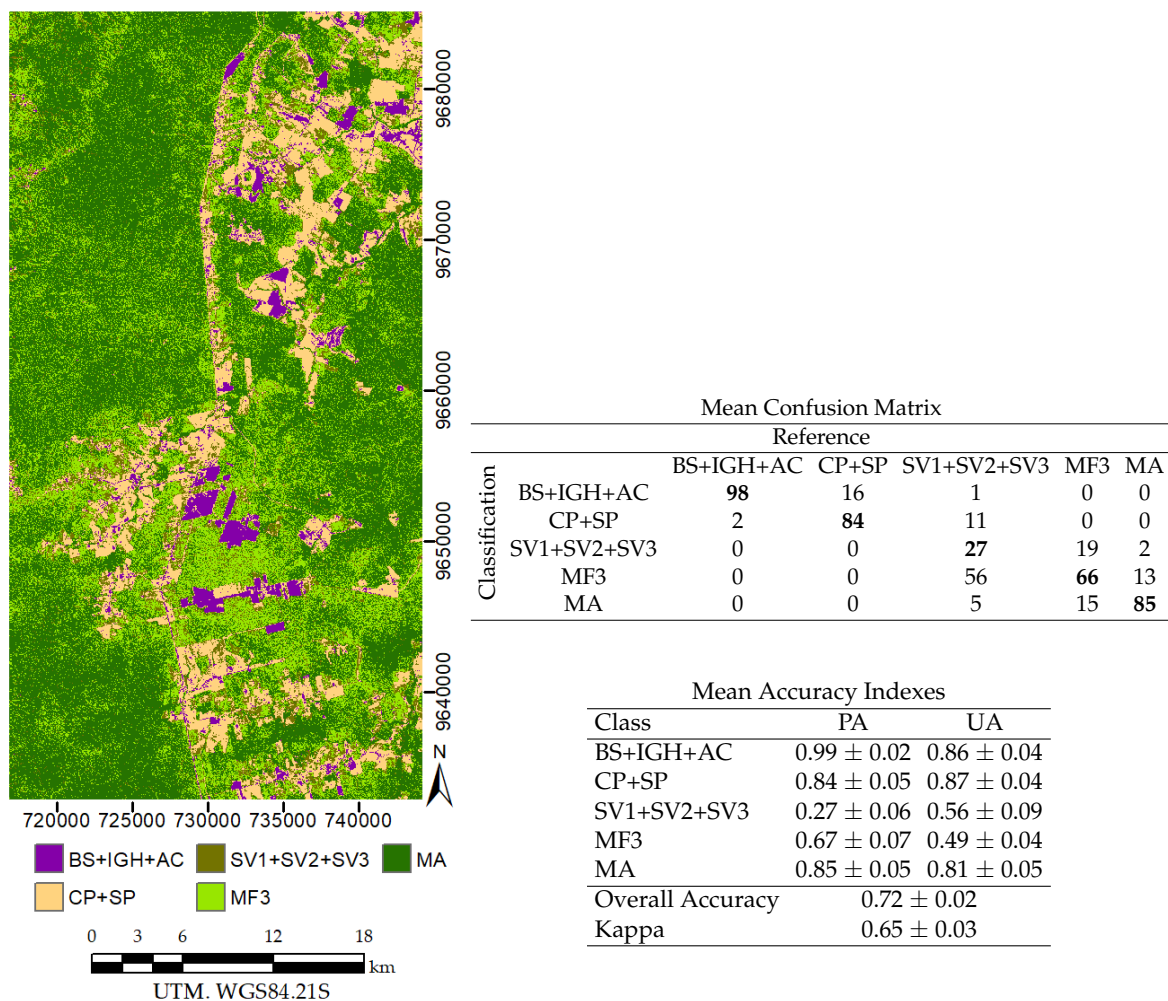 9680000
9670000
9660000
9650000
9640000
N
720000 725000 730000 735000 740000
BS+IGH+AC SV1+SV2+SV3 MA
CP+SP MF3
0 3 6 12 18
km
UTM. WGS84.21S
Mean Confusion Matrix
Reference
Classification
BS+IGH+AC CP+SP SV1+SV2+SV3 MF3 MA
BS+IGH+AC 98 16 1 0 0
CP+SP 2 84 11 0 0
SV1+SV2+SV3 0 0 27 19 2
MF3 0 0 56 66 13
MA 0 0 5 15 85
Mean Accuracy Indexes
Class PA UA
BS+IGH+AC 0.99 ± 0.02 0.86 ± 0.04
CP+SP 0.84 ± 0.05 0.87 ± 0.04
SV1+SV2+SV3 0.27 ± 0.06 0.56 ± 0.09
MF3 0.67 ± 0.07 0.49 ± 0.04
MA 0.85 ± 0.05 0.81 ± 0.05
Overall Accuracy 0.72 ± 0.02
Kappa 0.65 ± 0.03